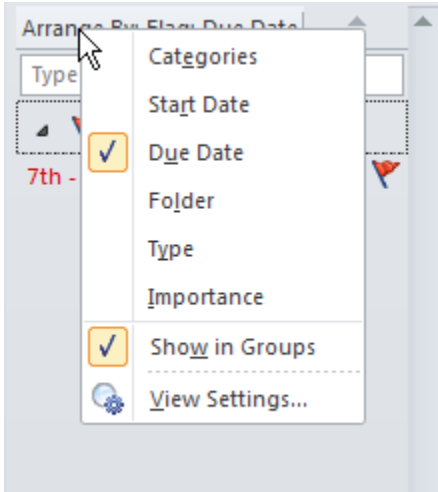 Arrange By: Flag: Due Date
Type
Categories
Start Date
Due Date
7th -
Folder
Type
Importance
Show in Groups
View Settings...